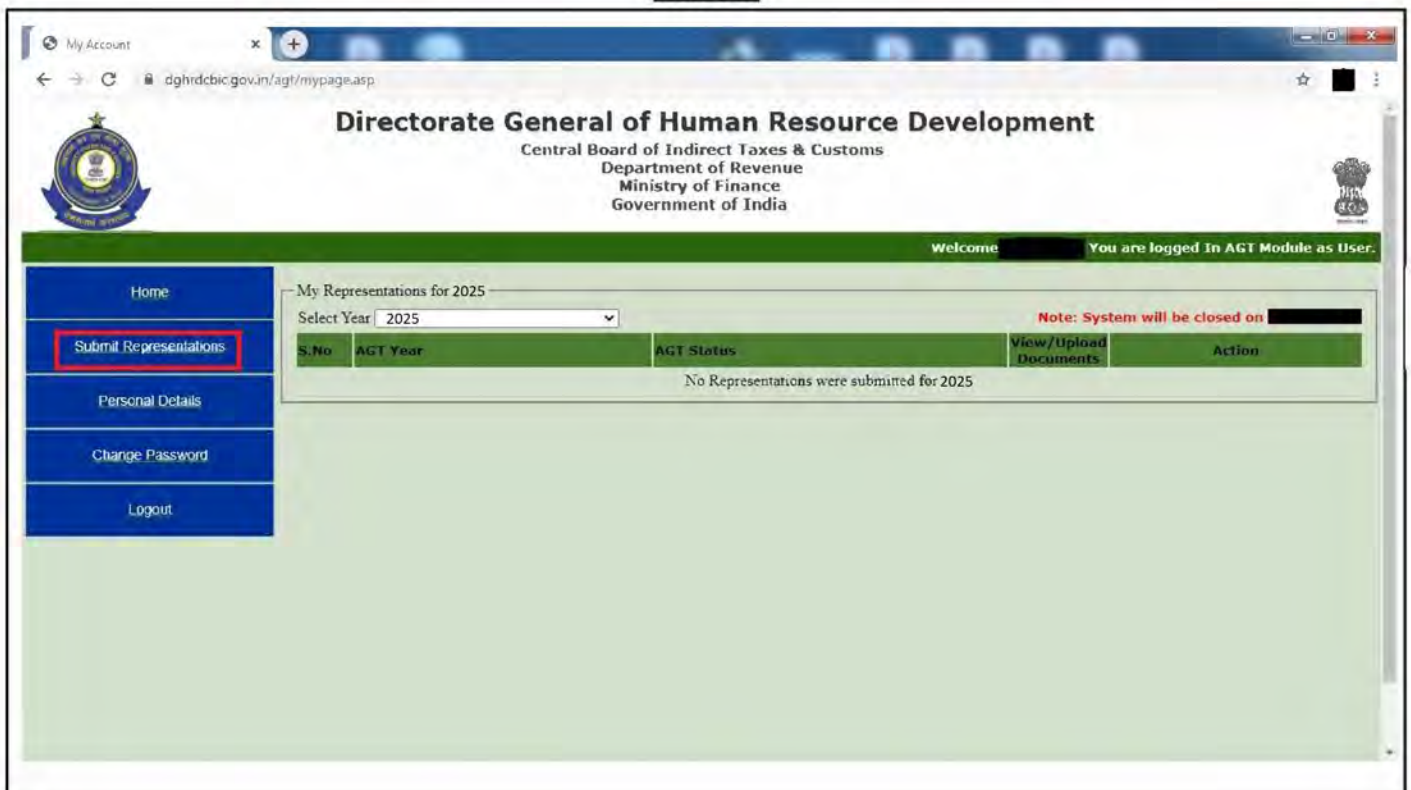 My Account
dghrdcbic.gov.in/agt/mypage.asp
Directorate General of Human Resource Development
Central Board of Indirect Taxes & Customs
Department of Revenue
Ministry of Finance
Government of India
Welcome You are logged In AGT Module as User.
Home
Submit Representations
Personal Details
Change Password
Logout
My Representations for 2025
Select Year 2025
Note: System will be closed on
S.No AGT Year AGT Status View/Upload Documents Action
No Representations were submitted for 2025